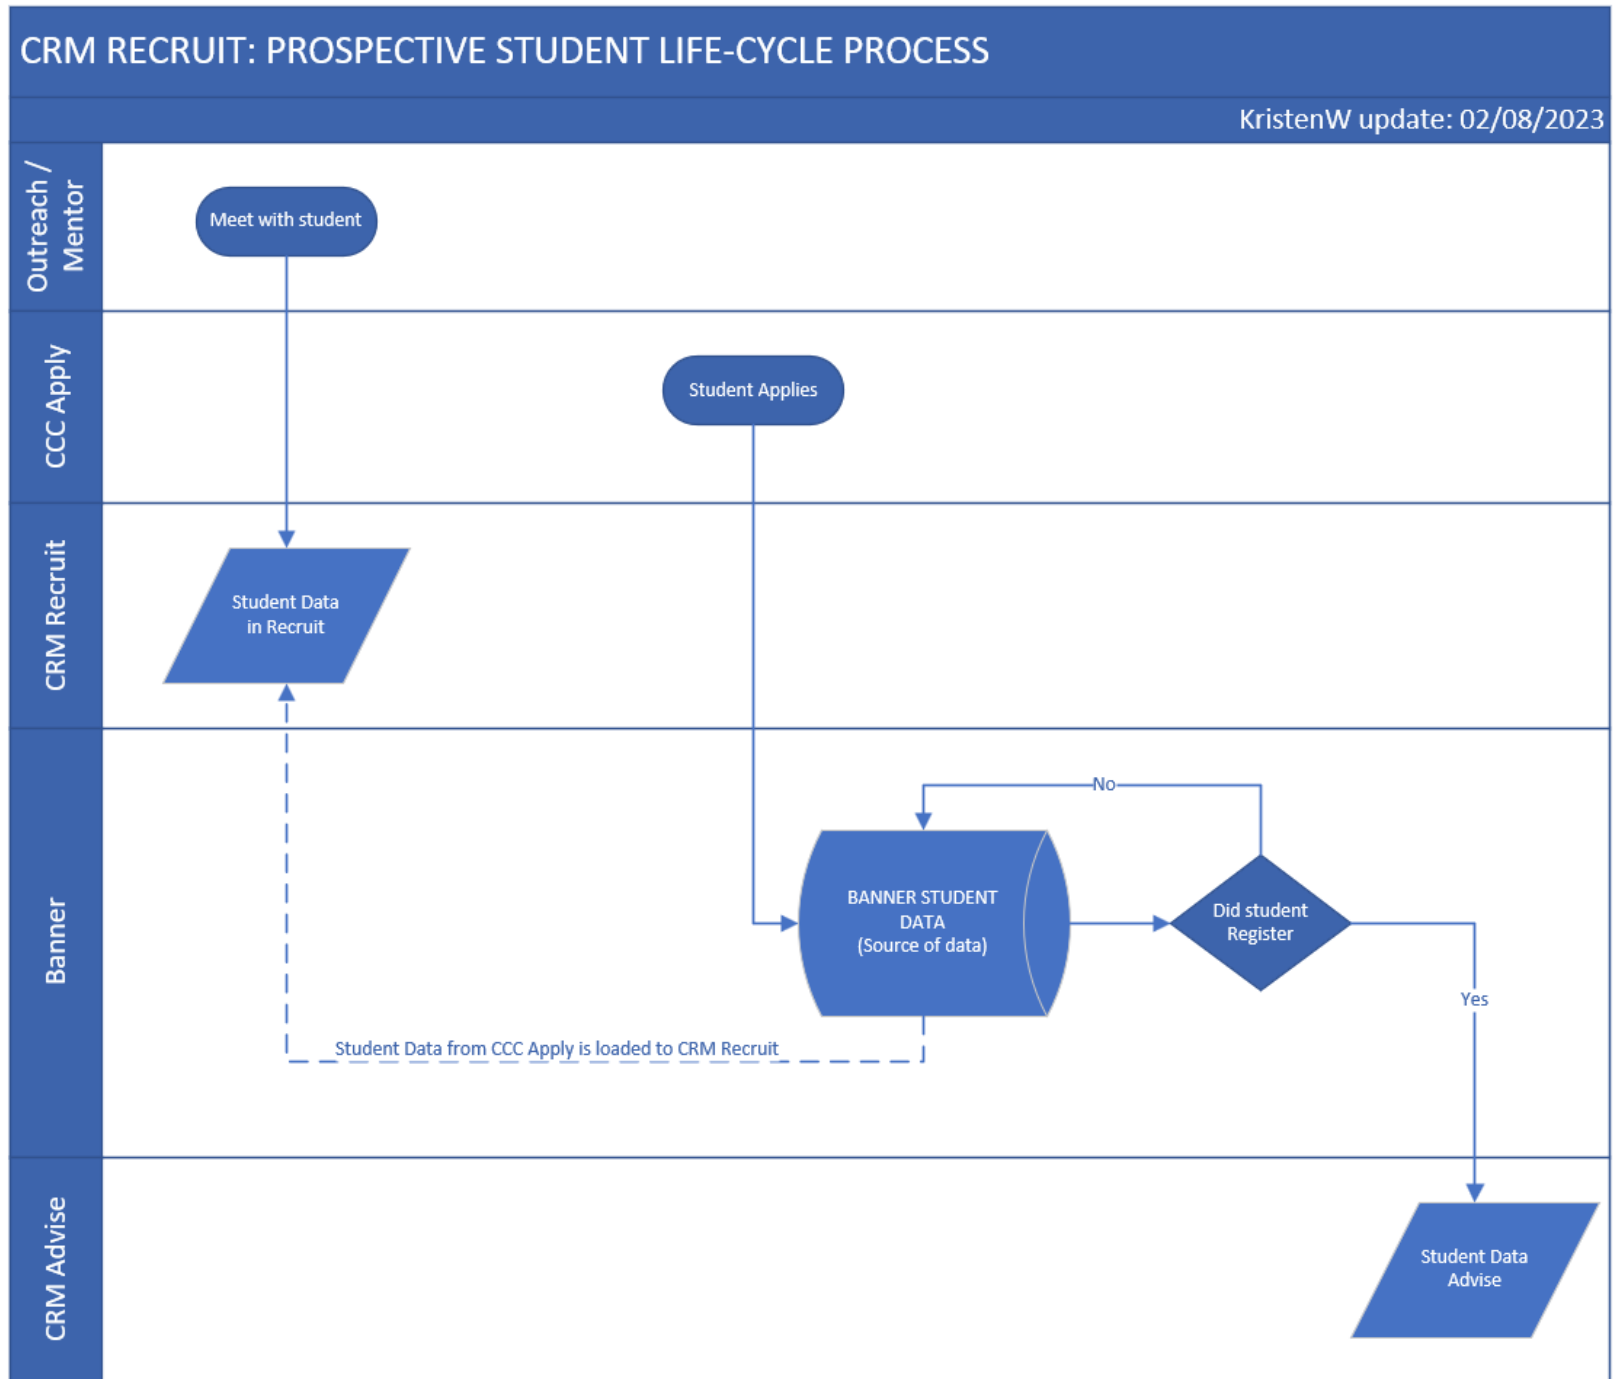 CRM RECRUIT: PROSPECTIVE STUDENT LIFE-CYCLE PROCESS
KristenW update: 02/08/2023
Outreach /
Mentor
Meet with student
CCC Apply
Student Applies
CRM Recruit
Student Data
in Recruit
Banner
No
BANNER STUDENT
DATA
(Source of data)
Did student
Register
Yes
Student Data from CCC Apply is loaded to CRM Recruit
CRM Advise
Student Data
Advise